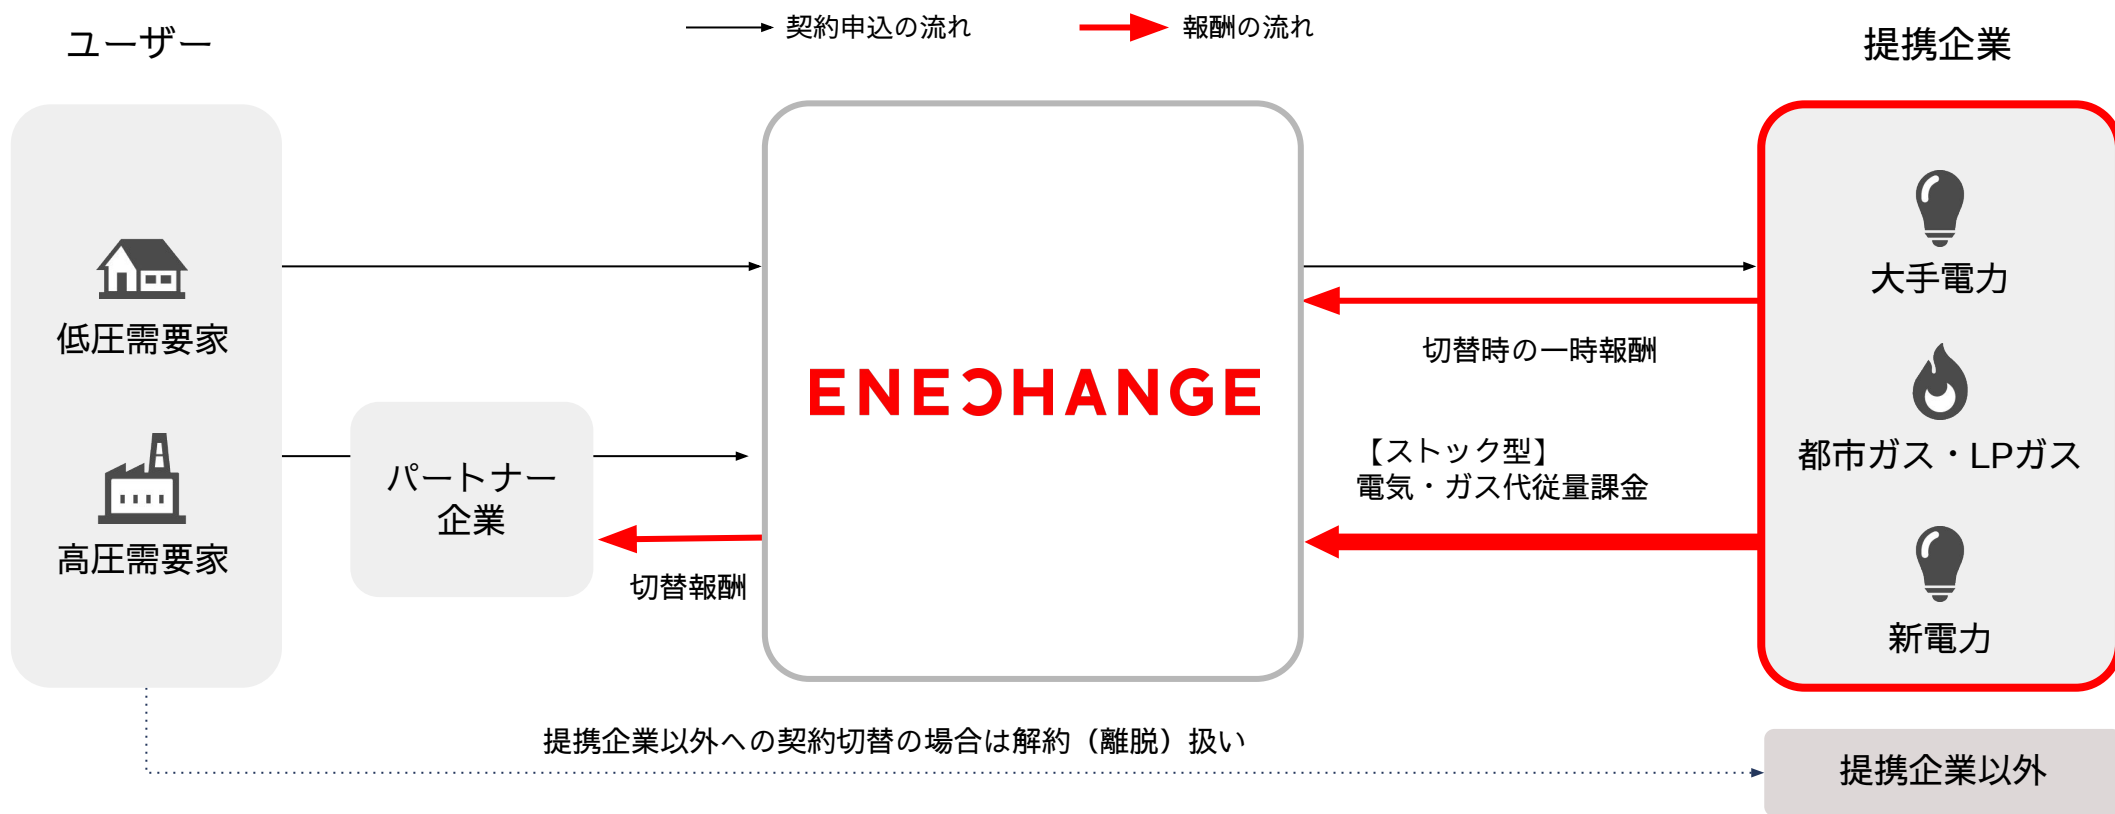 契約申込の流れ
報酬の流れ
ユーザー
提携企業
低圧需要家
高圧需要家
パートナー
企業
切替報酬
ENECHANGE
切替時の一時報酬
【ストック型】
電気・ガス代従量課金
大手電力
都市ガス・LPガス
新電力
提携企業以外への契約切替の場合は解約（離脱）扱い
提携企業以外